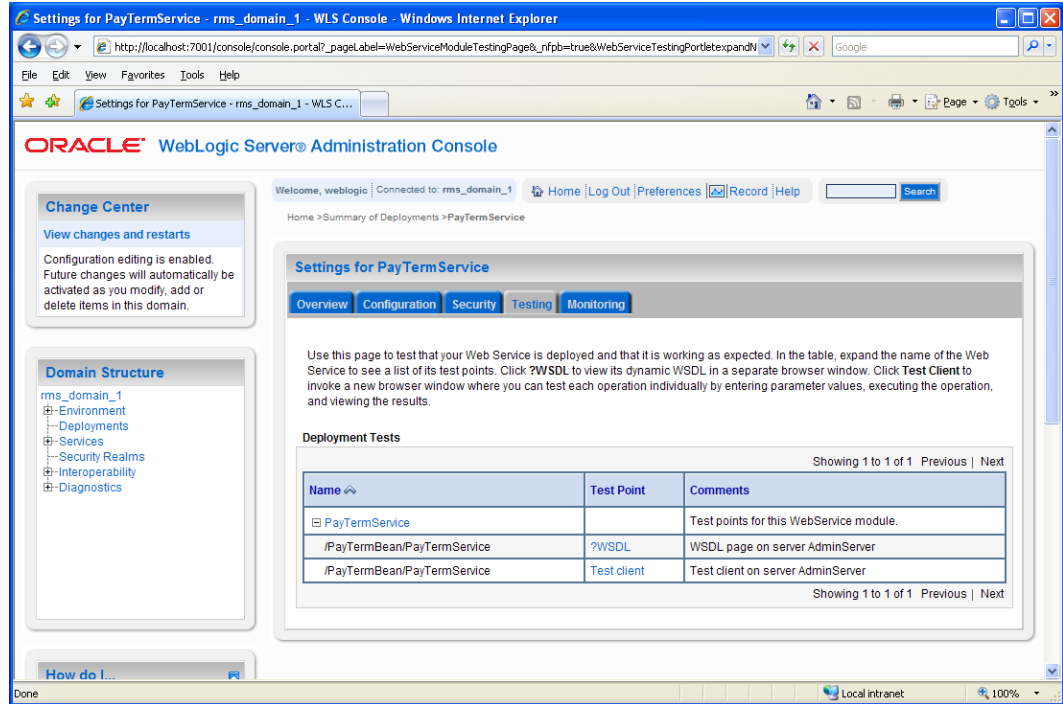 Settings for PayTermService - rms_domain_1 - WLS Console - Windows Internet Explorer
http://localhost:7001/console/console.portal?_pageLabel=WebServiceModuleTestingPage&_nfpb=true&WebServiceTestingPortletexpandN
Google
File Edit View Favorites Tools Help
Settings for PayTermService - rms_domain_1 - WLS C...
Page Tools »
ORACLE WebLogic Server® Administration Console
Change Center
View changes and restarts
Configuration editing is enabled.
Future changes will automatically be
activated as you modify, add or
delete items in this domain.
Domain Structure
rms_domain_1
Environment
Deployments
Services
Security Realms
Interoperability
Diagnostics
How do I...
Welcome, weblogic Connected to: rms_domain_1 Home Log Out Preferences Record Help Search
Home >Summary of Deployments >PayTermService
Settings for PayTermService
Overview Configuration Security Testing Monitoring
Use this page to test that your Web Service is deployed and that it is working as expected. In the table, expand the name of the Web
Service to see a list of its test points. Click ?WSDL to view its dynamic WSDL in a separate browser window. Click Test Client to
invoke a new browser window where you can test each operation individually by entering parameter values, executing the operation,
and viewing the results.
Deployment Tests
Showing 1 to 1 of 1 Previous | Next
Name Test Point Comments
PayTermService Test points for this WebService module.
/PayTermBean/PayTermService ?WSDL WSDL page on server AdminServer
/PayTermBean/PayTermService Test client Test client on server AdminServer
Showing 1 to 1 of 1 Previous | Next
Done Local intranet 100%